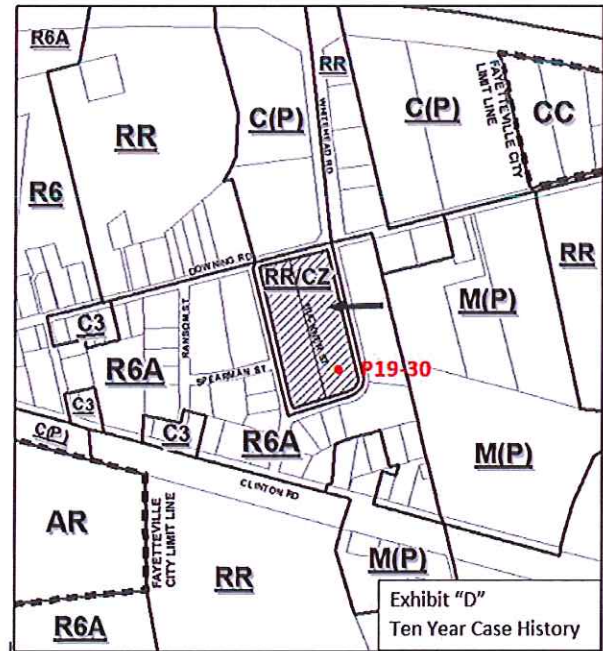 R6A
RR
WHITEHEAD RD
C(P)
C(P)
FAYETTEVILLE CITY
LIMIT LINE
CC
RR
R6
RR
DOWNING RD
RR/CZ
M(P)
C3
RANSOM ST
R6A
P19-30
SPEARMAN ST
C3
C3
R6A
C(P)
M(P)
CLINTON RD
AR
FAYETTEVILLE
CITY LIMIT LINE
RR
M(P)
R6A
Exhibit "D"
Ten Year Case History